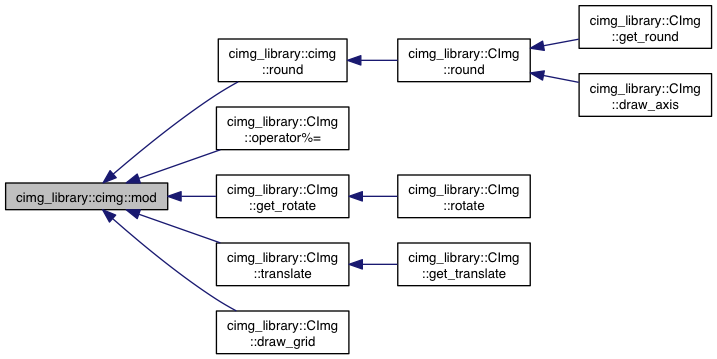 cimg_library::CImg
::get_round
cimg_library::cimg
::round
cimg_library::CImg
::round
cimg_library::CImg
::draw_axis
cimg_library::CImg
::operator%=
cimg_library::cimg::mod
cimg_library::CImg
::get_rotate
cimg_library::CImg
::rotate
cimg_library::CImg
::translate
cimg_library::CImg
::get_translate
cimg_library::CImg
::draw_grid